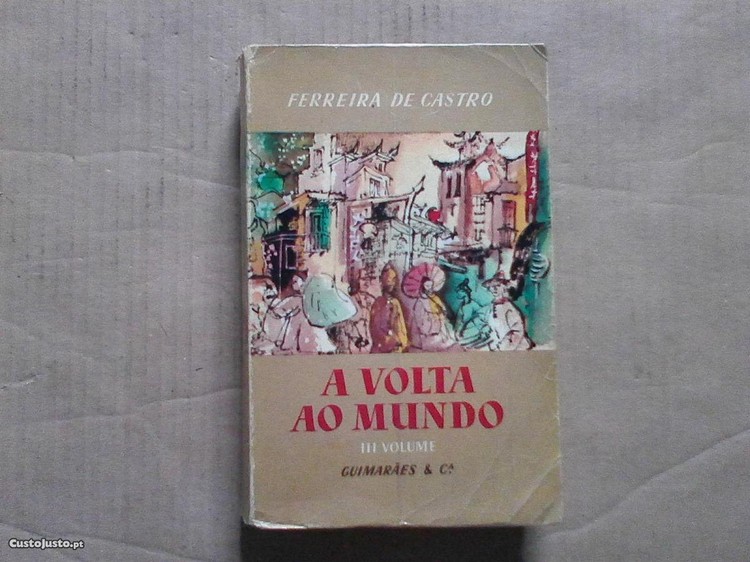 FERREIRA DE CASTRO
A VOLTA
AO MUNDO
III VOLUME
GUIMARÃES & Cª
CustoJusto.pt